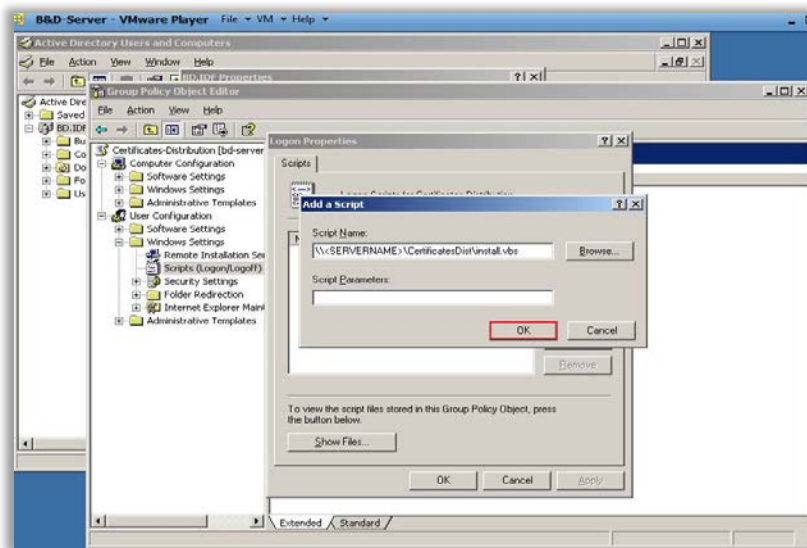 B&D-Server - VMware Player File VM Help
Active Directory Users and Computers
File Action View Window Help
BD.IDF Properties
Group Policy Object Editor
Active Dire
Saved
BD.IDF
Bu
Co
Do
Fo
Us
File Action View Help
Certificates-Distribution [bd-server
Computer Configuration
Software Settings
Windows Settings
Administrative Templates
User Configuration
Software Settings
Windows Settings
Remote Installation Ser
Scripts (Logon/Logoff)
Security Settings
Folder Redirection
Internet Explorer Maint
Administrative Templates
Extended Standard
Logon Properties
Scripts
Logon Scripts for Certificates-Distribution
Add a Script
Script Name:
\\<SERVERNAME>\CertificatesDist\install.vbs
Browse...
Script Parameters:
OK Cancel
Remove
To view the script files stored in this Group Policy Object, press
the button below.
Show Files...
OK Cancel Apply